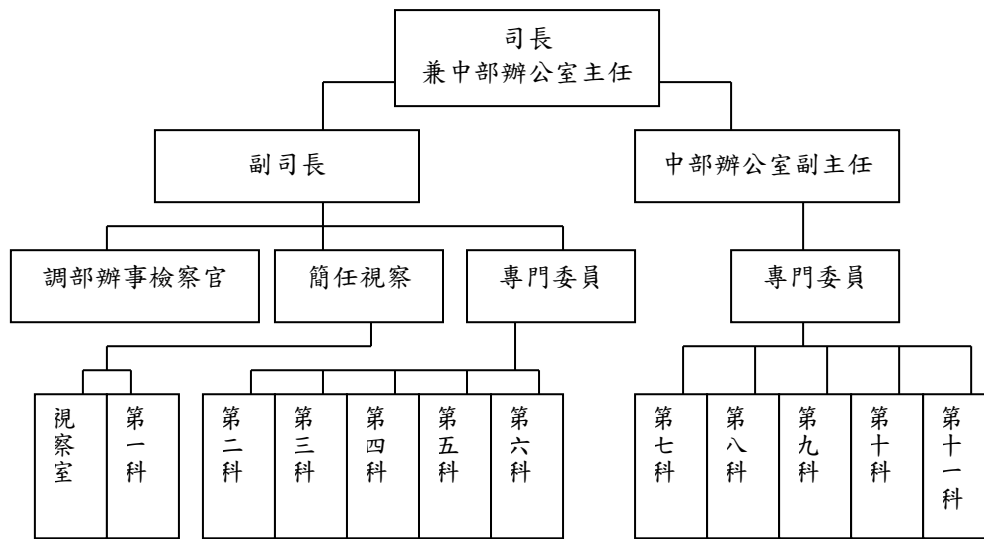 司長
兼中部辦公室主任
副司長
中部辦公室副主任
調部辦事檢察官
簡任視察
專門委員
專門委員
視察室
第一科
第二科
第三科
第四科
第五科
第六科
第七科
第八科
第九科
第十科
第十一科